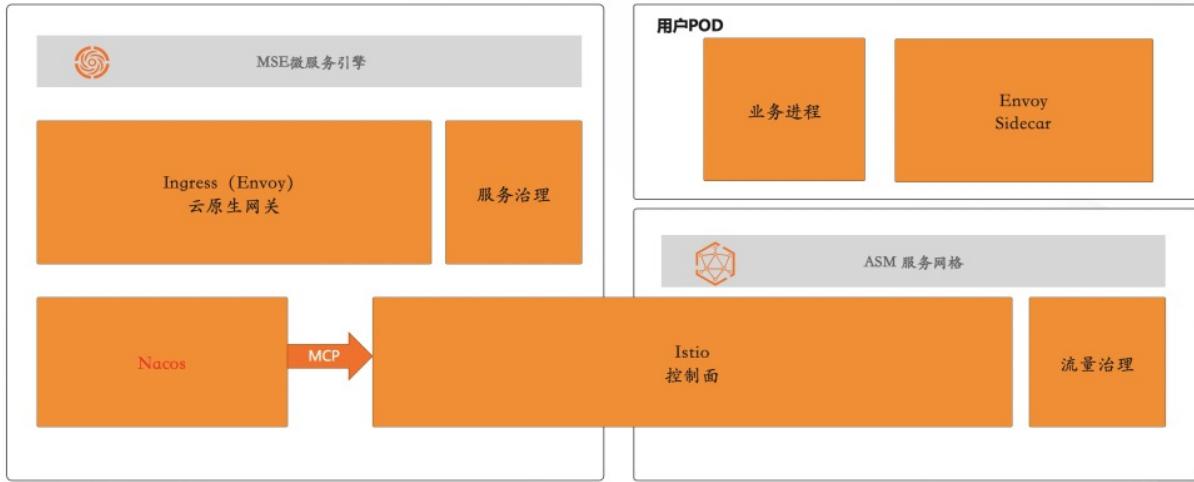 MSE微服务引擎
Ingress (Envoy)
云原生网关
服务治理
Nacos
MCP
Istio
控制面
用户POD
业务进程
Envoy
Sidecar
ASM 服务网格
流量治理